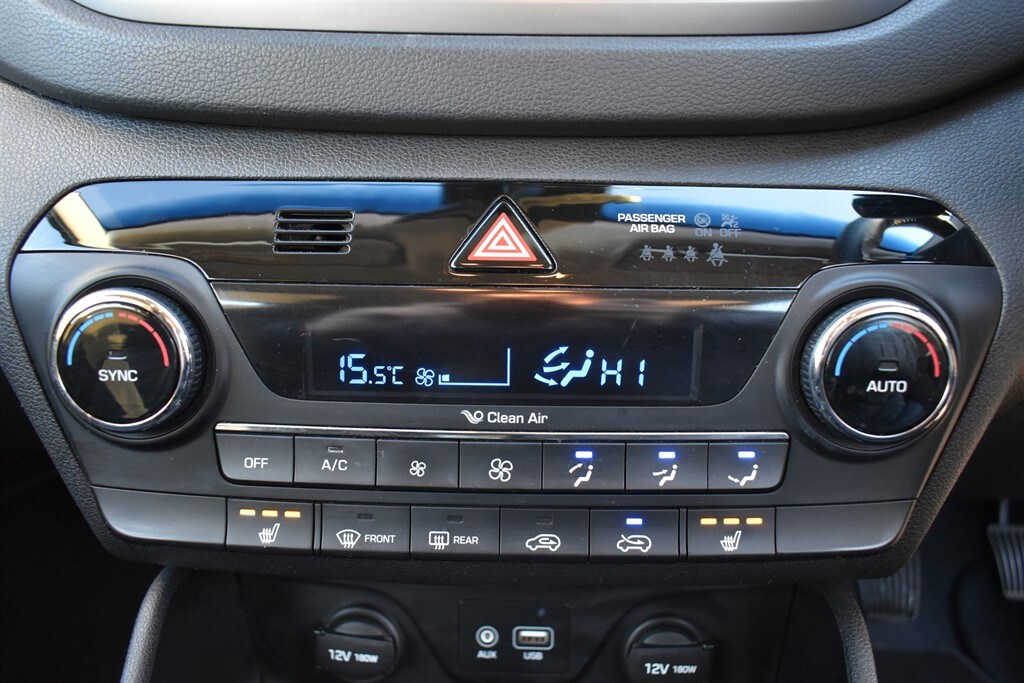 PASSENGER
AIR BAG
ON OFF
SYNC
15.5°C
HI
AUTO
Clean Air
OFF
A/C
FRONT
REAR
12V 180W
AUX
USB
12V 180W